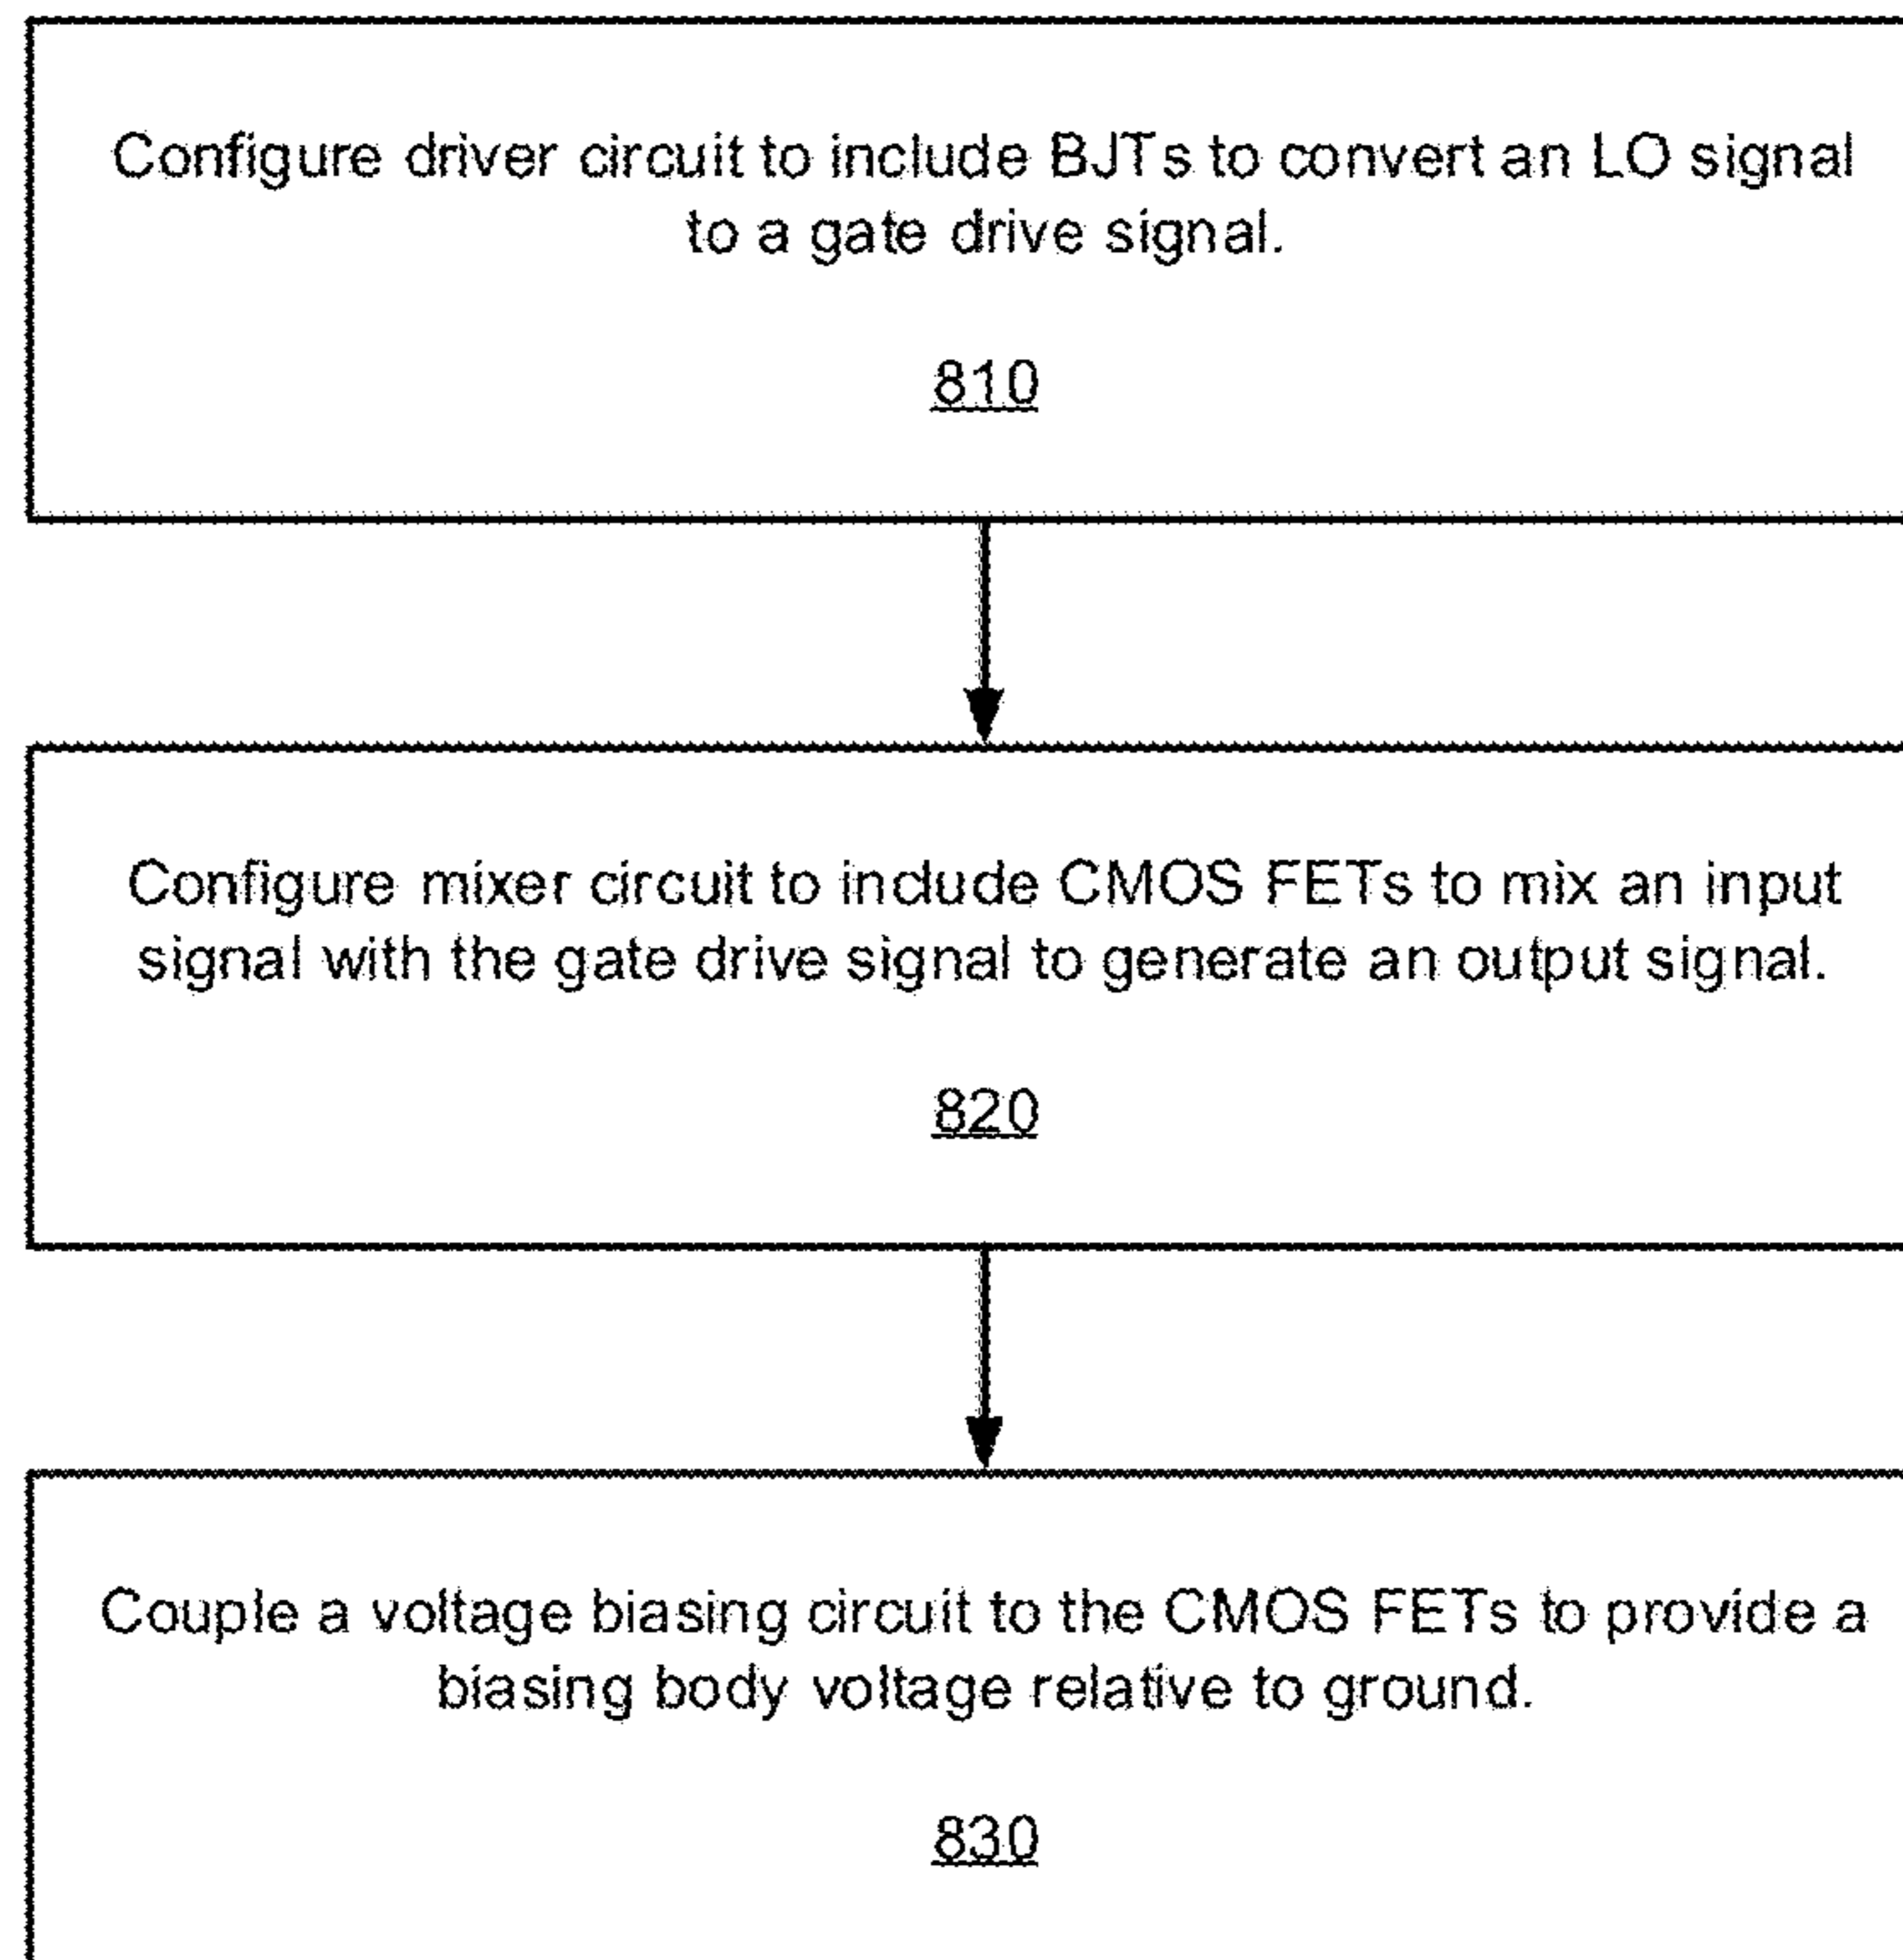 Configure driver circuit to include BJTs to convert an LO signal
to a gate drive signal.
810
Configure mixer circuit to include CMOS FETs to mix an input
signal with the gate drive signal to generate an output signal.
820
Couple a voltage biasing circuit to the CMOS FETs to provide a
biasing body voltage relative to ground.
830